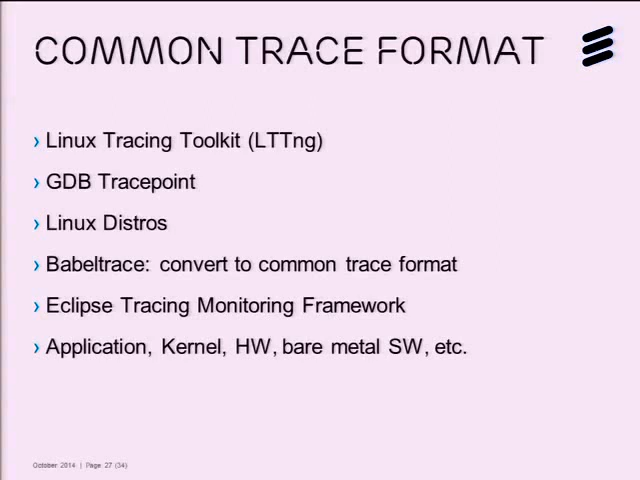 COMMON TRACE FORMAT
› Linux Tracing Toolkit (LTTng)
› GDB Tracepoint
› Linux Distros
› Babeltrace: convert to common trace format
› Eclipse Tracing Monitoring Framework
› Application, Kernel, HW, bare metal SW, etc.
October 2014 | Page 27 (34)